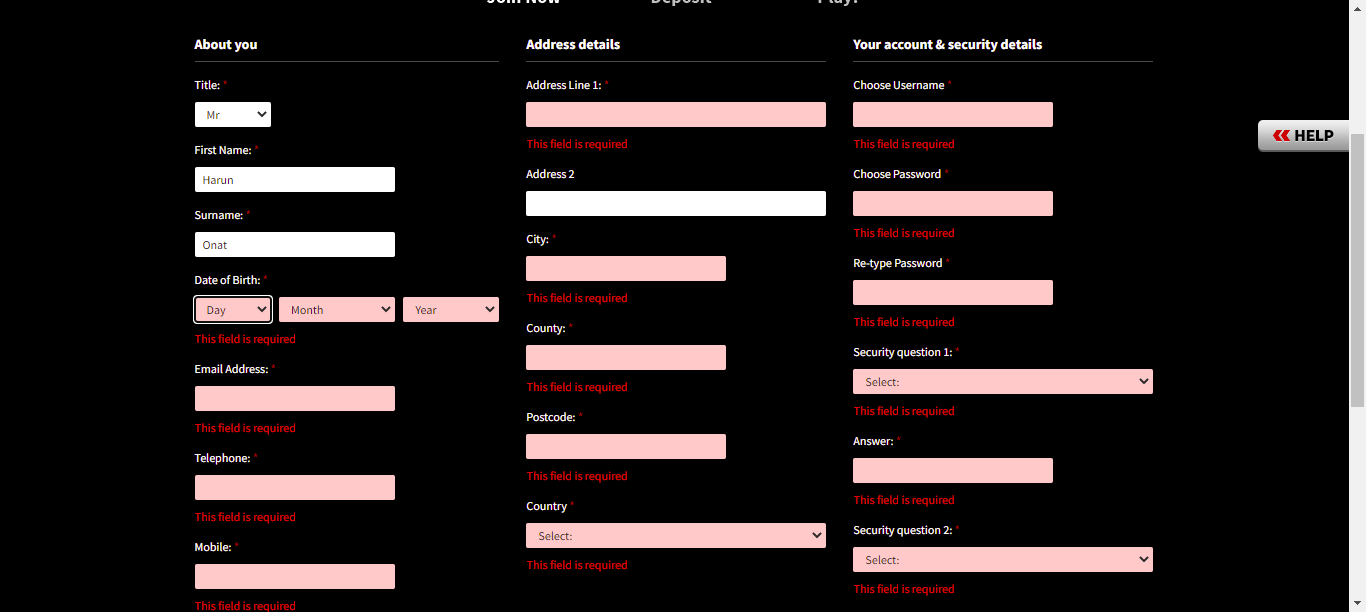 Join Now Deposit Play!
About you
Title: *
Mr
First Name: *
Harun
Surname: *
Onat
Date of Birth: *
Day Month Year
This field is required
Email Address: *
This field is required
Telephone: *
This field is required
Mobile: *
This field is required
Address details
Address Line 1: *
This field is required
Address 2
City: *
This field is required
County: *
This field is required
Postcode: *
This field is required
Country *
Select:
This field is required
Your account & security details
Choose Username *
This field is required
Choose Password *
This field is required
Re-type Password *
This field is required
Security question 1: *
Select:
This field is required
Answer: *
This field is required
Security question 2: *
Select:
This field is required
HELP